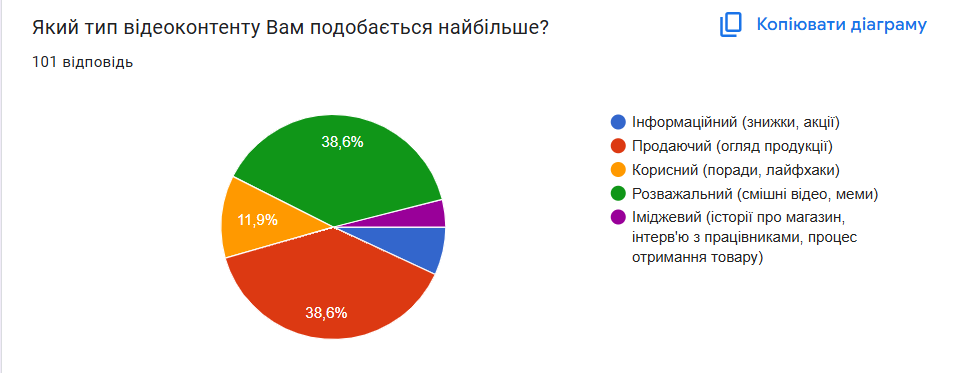 Який тип відеоконтенту Вам подобається найбільше?
Копіювати діаграму
101 відповідь
38,6%
11,9%
38,6%
Інформаційний (знижки, акції)
Продаючий (огляд продукції)
Корисний (поради, лайфхаки)
Розважальний (смішні відео, меми)
Іміджевий (історії про магазин,
інтерв'ю з працівниками, процес
отримання товару)